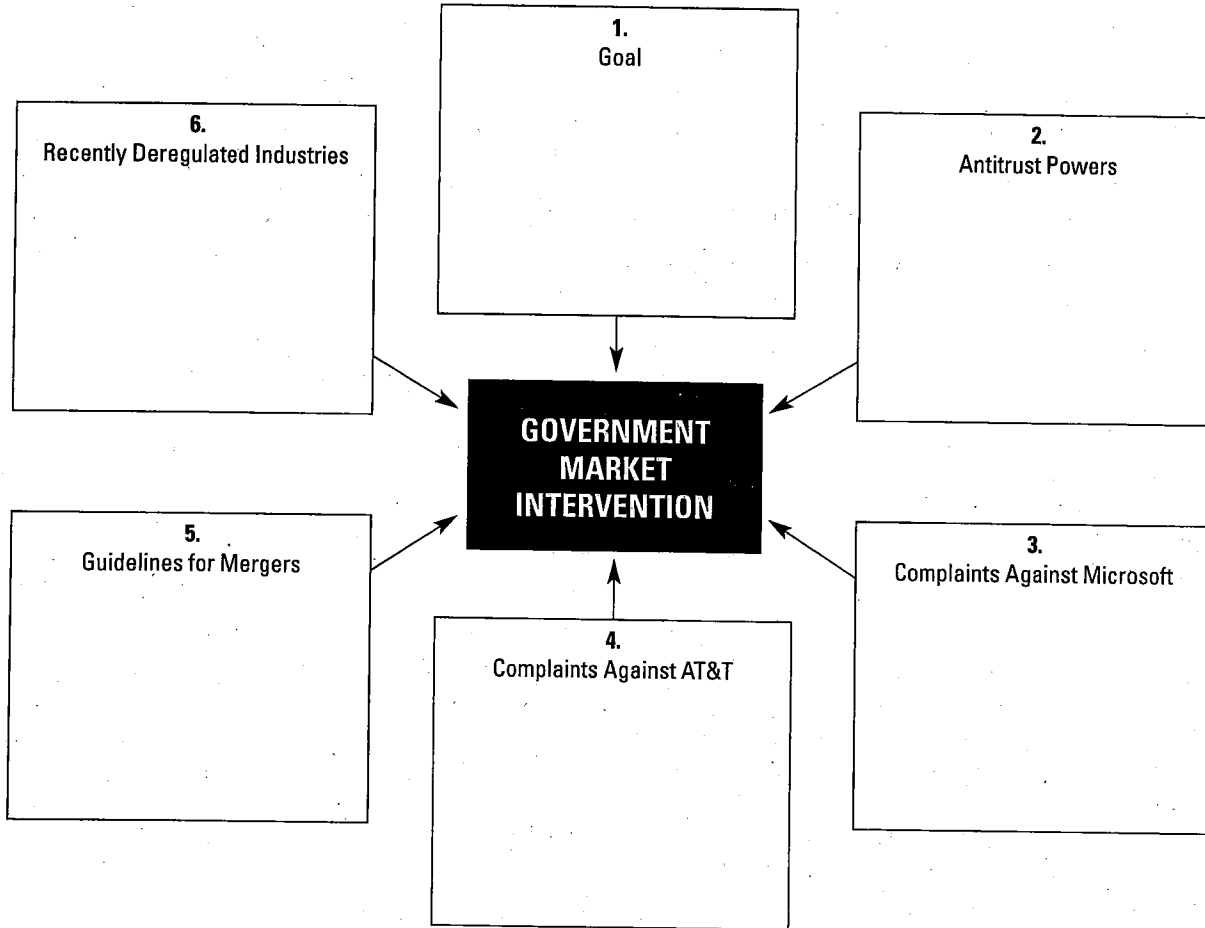 1.
Goal
2.
Antitrust Powers
3.
Complaints Against Microsoft
4.
Complaints Against AT&T
5.
Guidelines for Mergers
6.
Recently Deregulated Industries
GOVERNMENT
MARKET
INTERVENTION